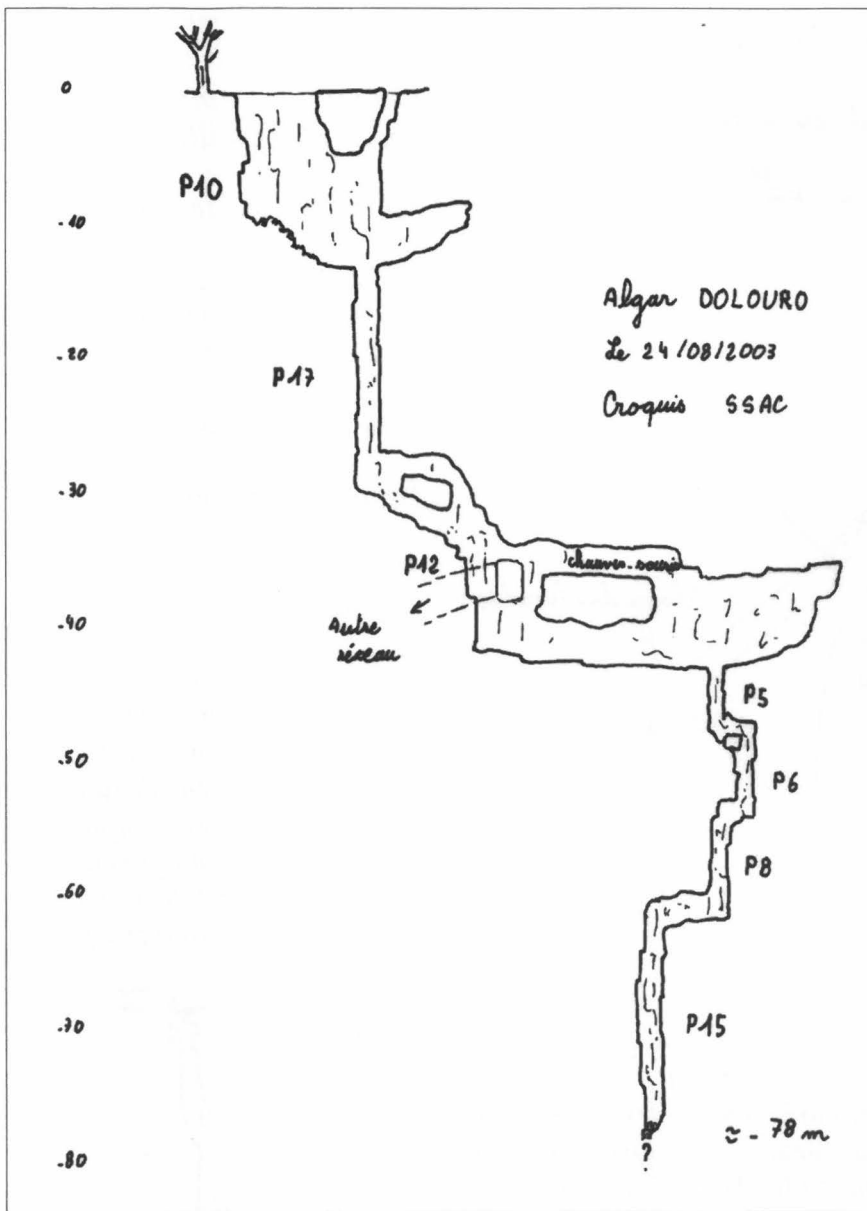 0
P10
-10
Algar DOLOURO
-20
Le 24/08/2003
P17
Croquis SSAC
-30
P12
chauves-souris
-40
Autre
réseau
P5
-50
P6
P8
-60
-70
P15
≈ - 78 m
?
-80